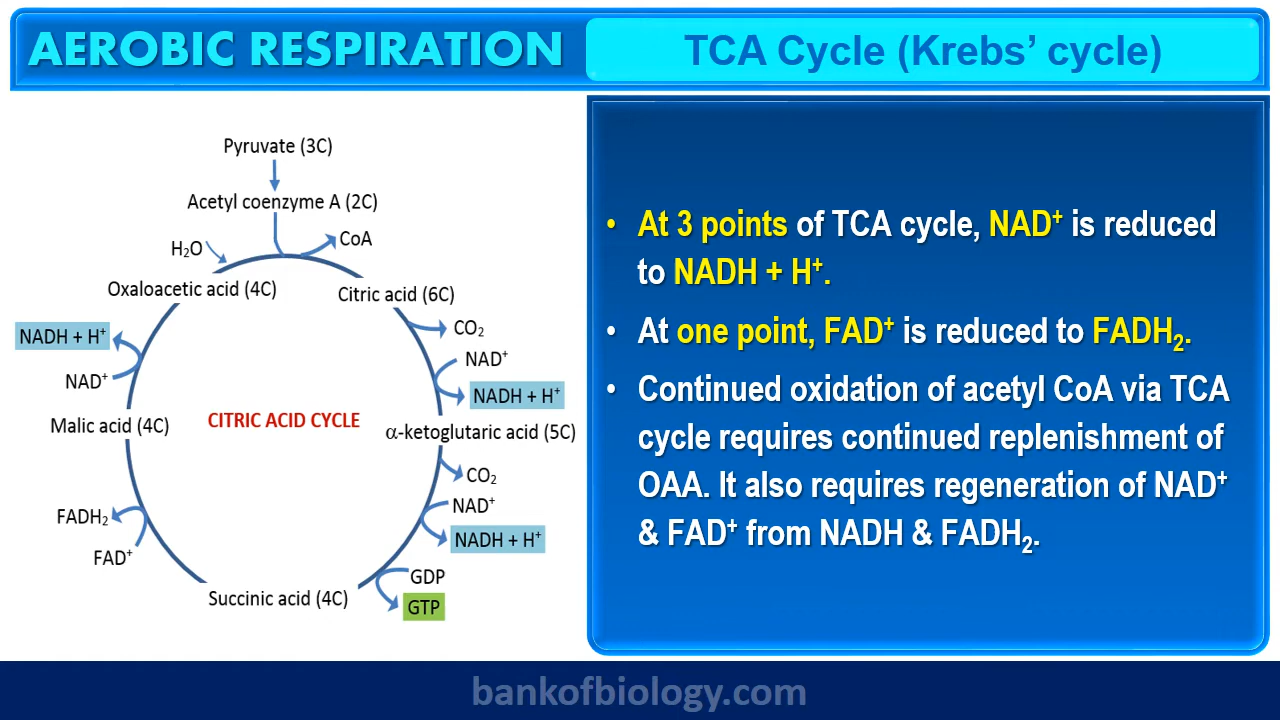 AEROBIC RESPIRATION
TCA Cycle (Krebs’ cycle)
Pyruvate (3C)
Acetyl coenzyme A (2C)
H₂O
CoA
Oxaloacetic acid (4C)
Citric acid (6C)
CO₂
NADH + H⁺
NAD⁺
NAD⁺
NADH + H⁺
CITRIC ACID CYCLE
Malic acid (4C)
α-ketoglutaric acid (5C)
CO₂
NAD⁺
FADH₂
NADH + H⁺
FAD⁺
GDP
Succinic acid (4C)
GTP
• At 3 points of TCA cycle, NAD⁺ is reduced
to NADH + H⁺.
• At one point, FAD⁺ is reduced to FADH₂.
• Continued oxidation of acetyl CoA via TCA
cycle requires continued replenishment of
OAA. It also requires regeneration of NAD⁺
& FAD⁺ from NADH & FADH₂.
bankofbiology.com